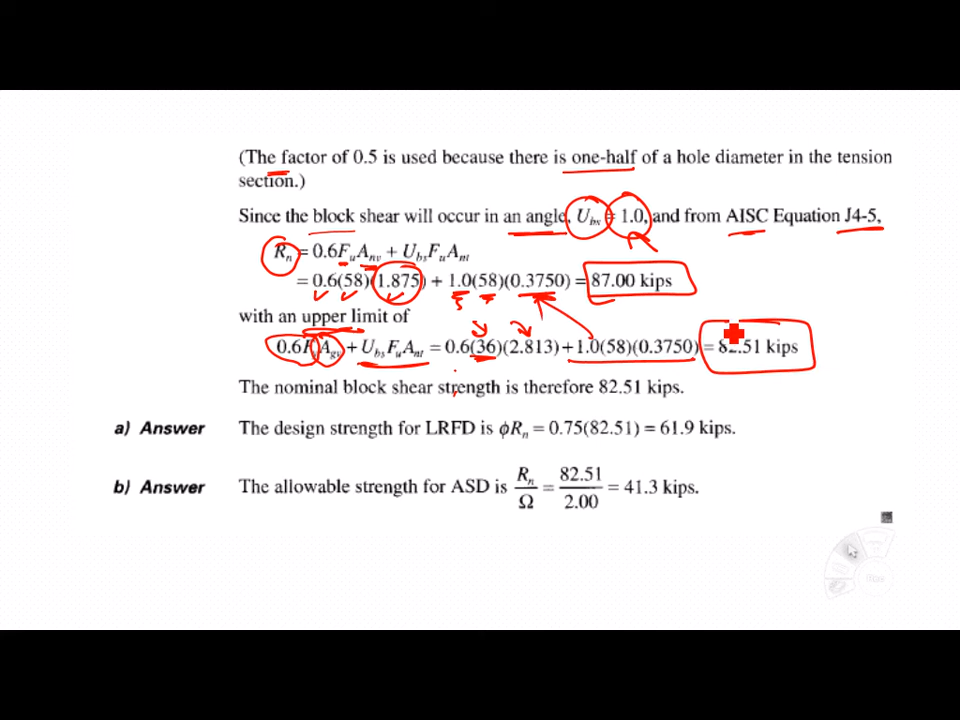 (The factor of 0.5 is used because there is one-half of a hole diameter in the tension
section.)
Since the block shear will occur in an angle, U_bs = 1.0, and from AISC Equation J4-5,
R_n = 0.6F_uA_nv + U_bsF_uA_nt
= 0.6(58)(1.875) + 1.0(58)(0.3750) = 87.00 kips
with an upper limit of
0.6F A_gv + U_bsF_uA_nt = 0.6(36)(2.813) + 1.0(58)(0.3750) = 82.51 kips
The nominal block shear strength is therefore 82.51 kips.
a) Answer The design strength for LRFD is ϕR_n = 0.75(82.51) = 61.9 kips.
b) Answer The allowable strength for ASD is R_n/Ω = 82.51/2.00 = 41.3 kips.